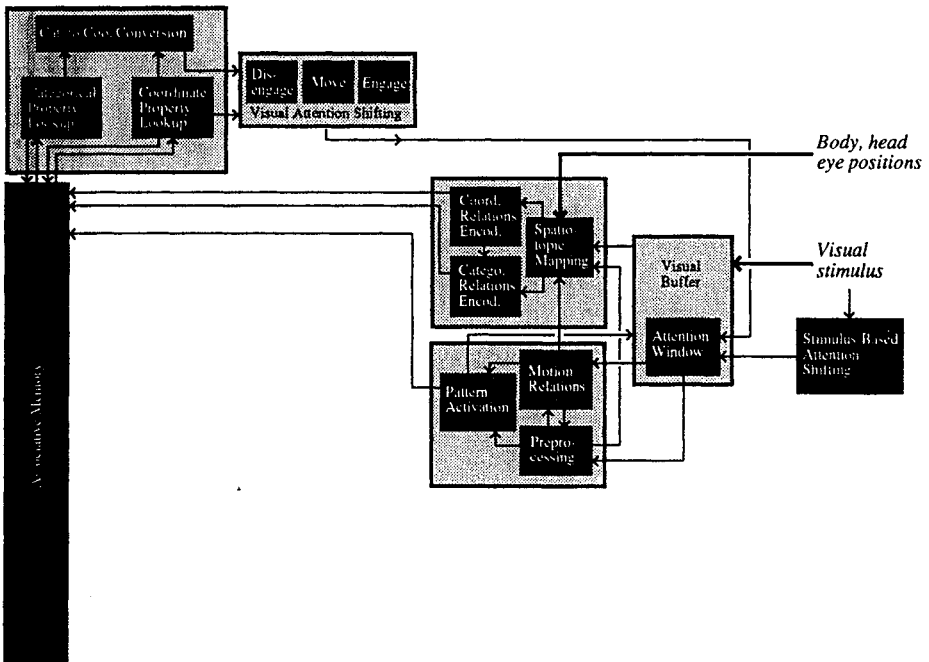 Cat. to Coo. Conversion
Categorical
Property
Lookup
Coordinate
Property
Lookup
Dis-
engage
Move
Engage
Visual Attention Shifting
Body, head
eye positions
Coord.
Relations
Encod.
Spatio-
topic
Mapping
Catego.
Relations
Encod.
Visual
Buffer
Visual
stimulus
Attention
Window
Stimulus Based
Attention
Shifting
Motion
Relations
Pattern
Activation
Prepro-
cessing
Associative Memory